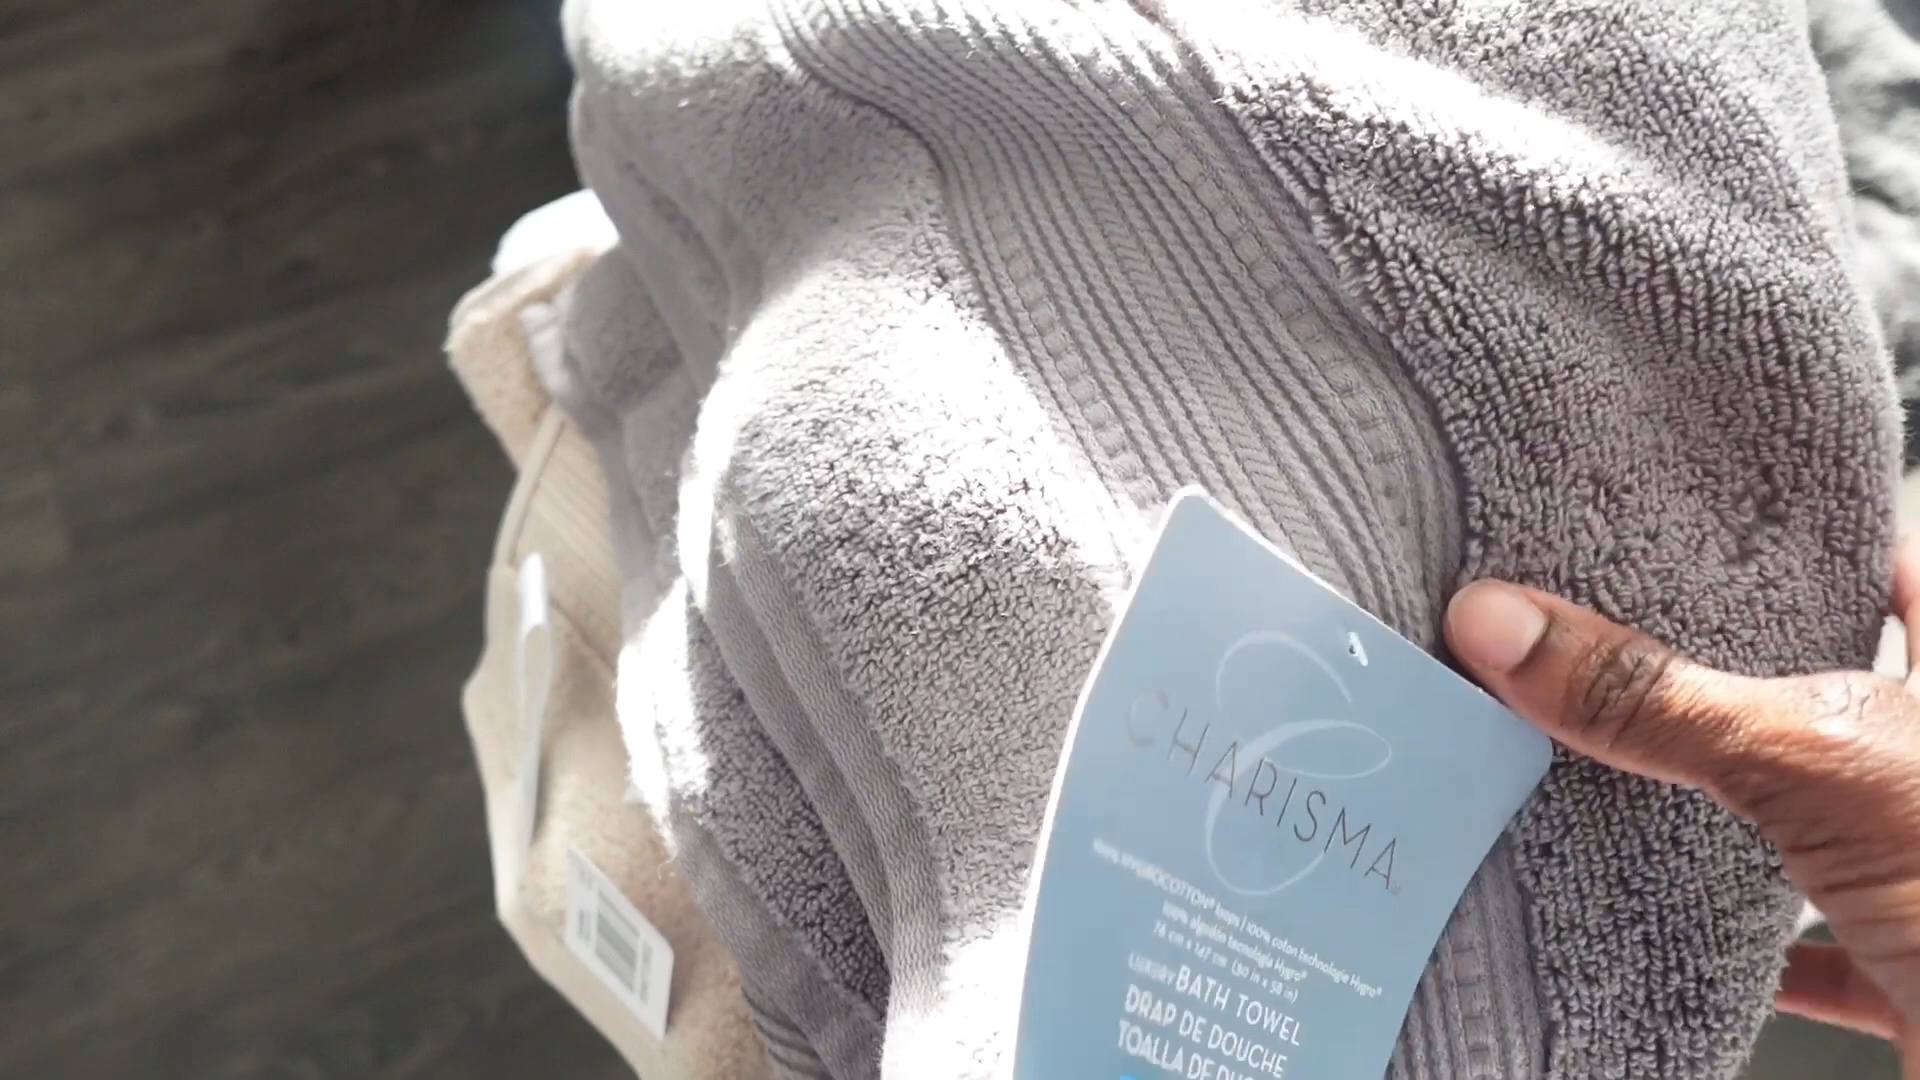 CHARISMA
100% HYGROCOTTON® loops | 100% coton technologie Hygro®
100% algodón tecnología Hygro®
76 cm x 147 cm (30 in x 58 in)
LUXURY BATH TOWEL
DRAP DE DOUCHE
TOALLA DE